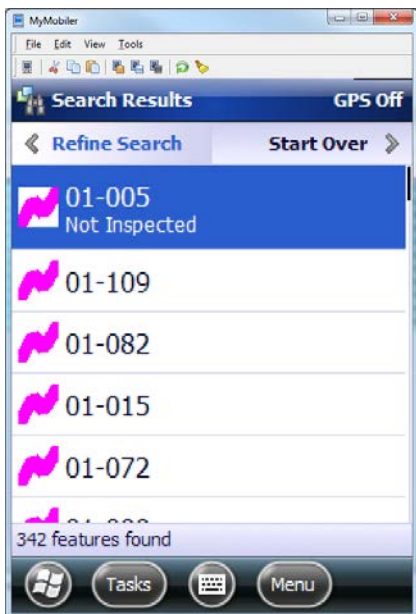 MyMobiler
File Edit View Tools
Search Results GPS Off
Refine Search Start Over
01-005
Not Inspected
01-109
01-082
01-015
01-072
342 features found
Tasks Menu